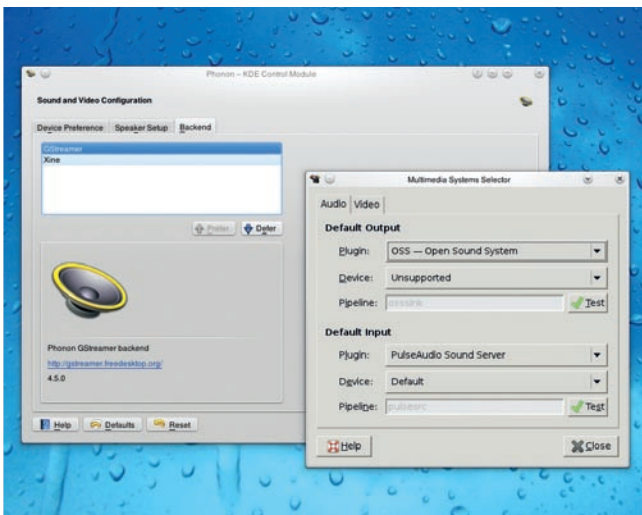 Phonon – KDE Control Module
Sound and Video Configuration
Device Preference Speaker Setup Backend
GStreamer
Xine
Prefer Defer
Phonon GStreamer backend
http://gstreamer.freedesktop.org/
4.5.0
Help Defaults Reset
Multimedia Systems Selector
Audio Video
Default Output
Plugin: OSS — Open Sound System
Device: Unsupported
Pipeline: osssink Test
Default Input
Plugin: PulseAudio Sound Server
Device: Default
Pipeline: pulsesrc Test
Help Close